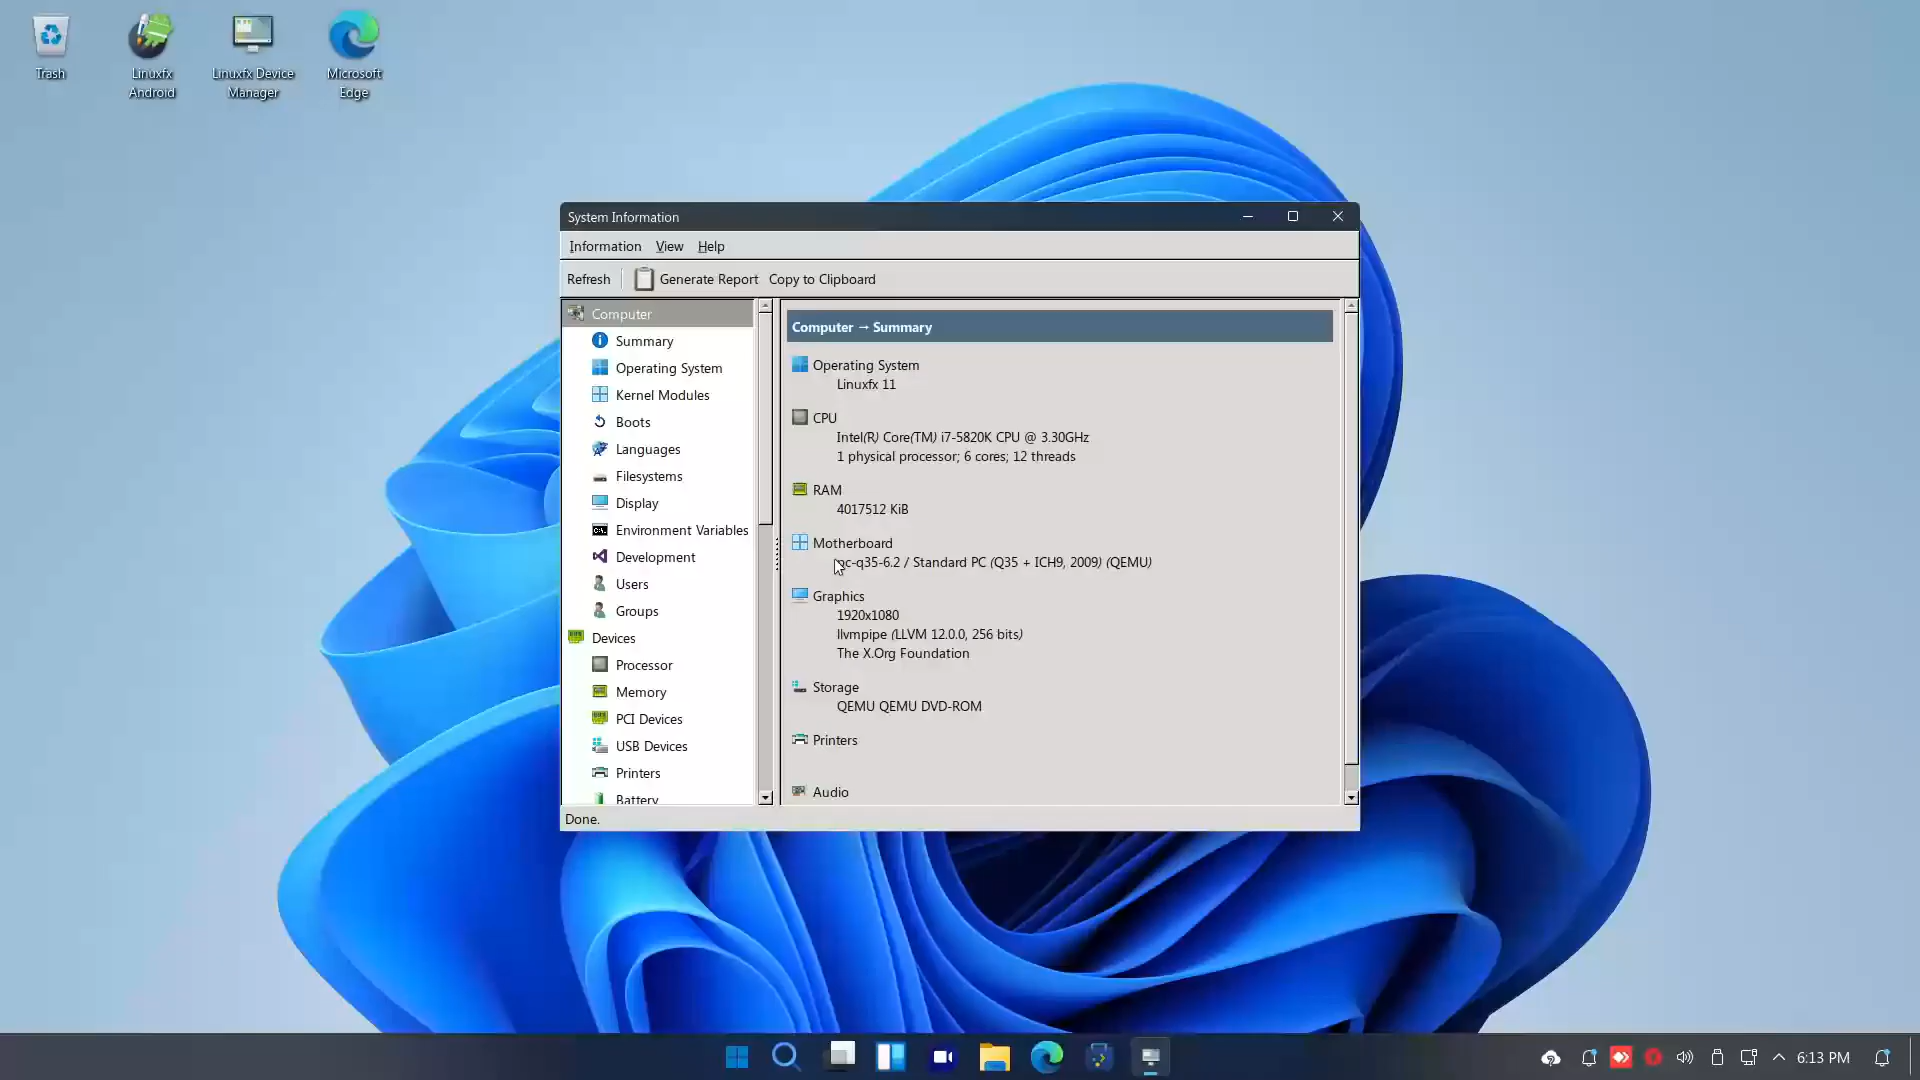 Trash
Linuxfx
Android
Linuxfx Device
Manager
Microsoft
Edge
System Information
Information View Help
Refresh Generate Report Copy to Clipboard
Computer
Summary
Operating System
Kernel Modules
Boots
Languages
Filesystems
Display
Environment Variables
Development
Users
Groups
Devices
Processor
Memory
PCI Devices
USB Devices
Printers
Battery
Computer → Summary
Operating System
Linuxfx 11
CPU
Intel(R) Core(TM) i7-5820K CPU @ 3.30GHz
1 physical processor; 6 cores; 12 threads
RAM
4017512 KiB
Motherboard
pc-q35-6.2 / Standard PC (Q35 + ICH9, 2009) (QEMU)
Graphics
1920x1080
llvmpipe (LLVM 12.0.0, 256 bits)
The X.Org Foundation
Storage
QEMU QEMU DVD-ROM
Printers
Audio
Done.
6:13 PM